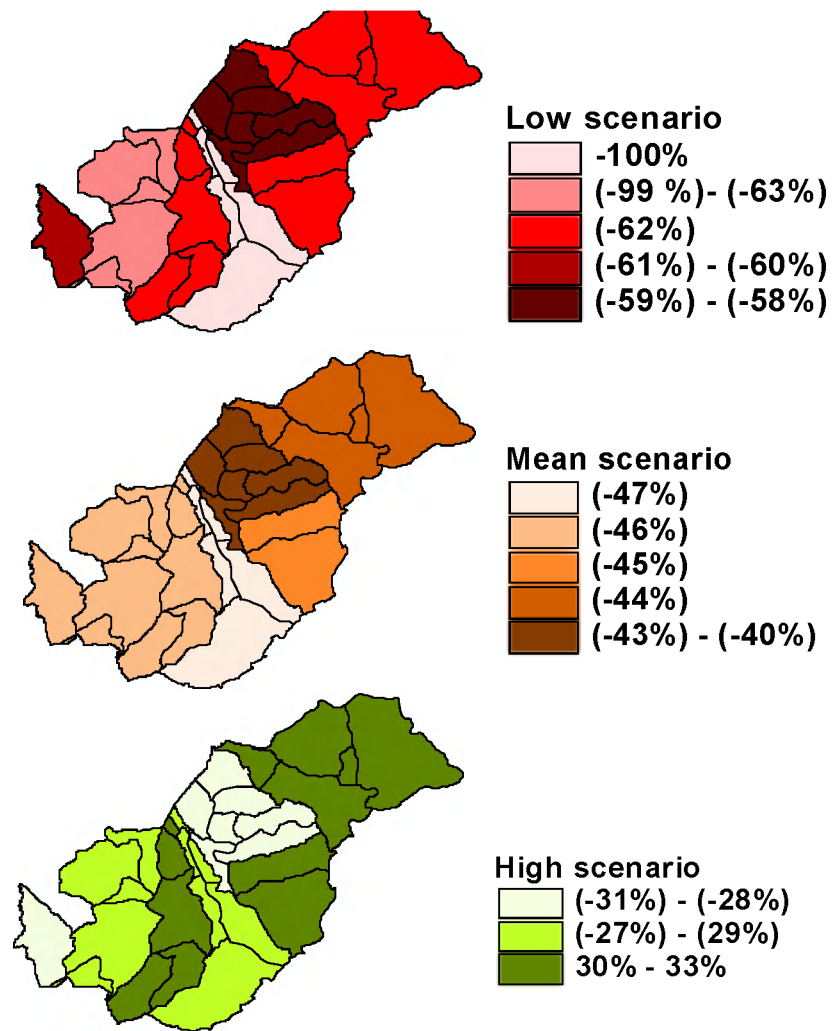 Low scenario
-100%
(-99 %) - (-63%)
(-62%)
(-61%) - (-60%)
(-59%) - (-58%)
Mean scenario
(-47%)
(-46%)
(-45%)
(-44%)
(-43%) - (-40%)
High scenario
(-31%) - (-28%)
(-27%) - (29%)
30% - 33%